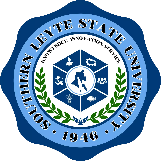 SOUTHERN LEYTE STATE UNIVERSITY
· 1946 ·